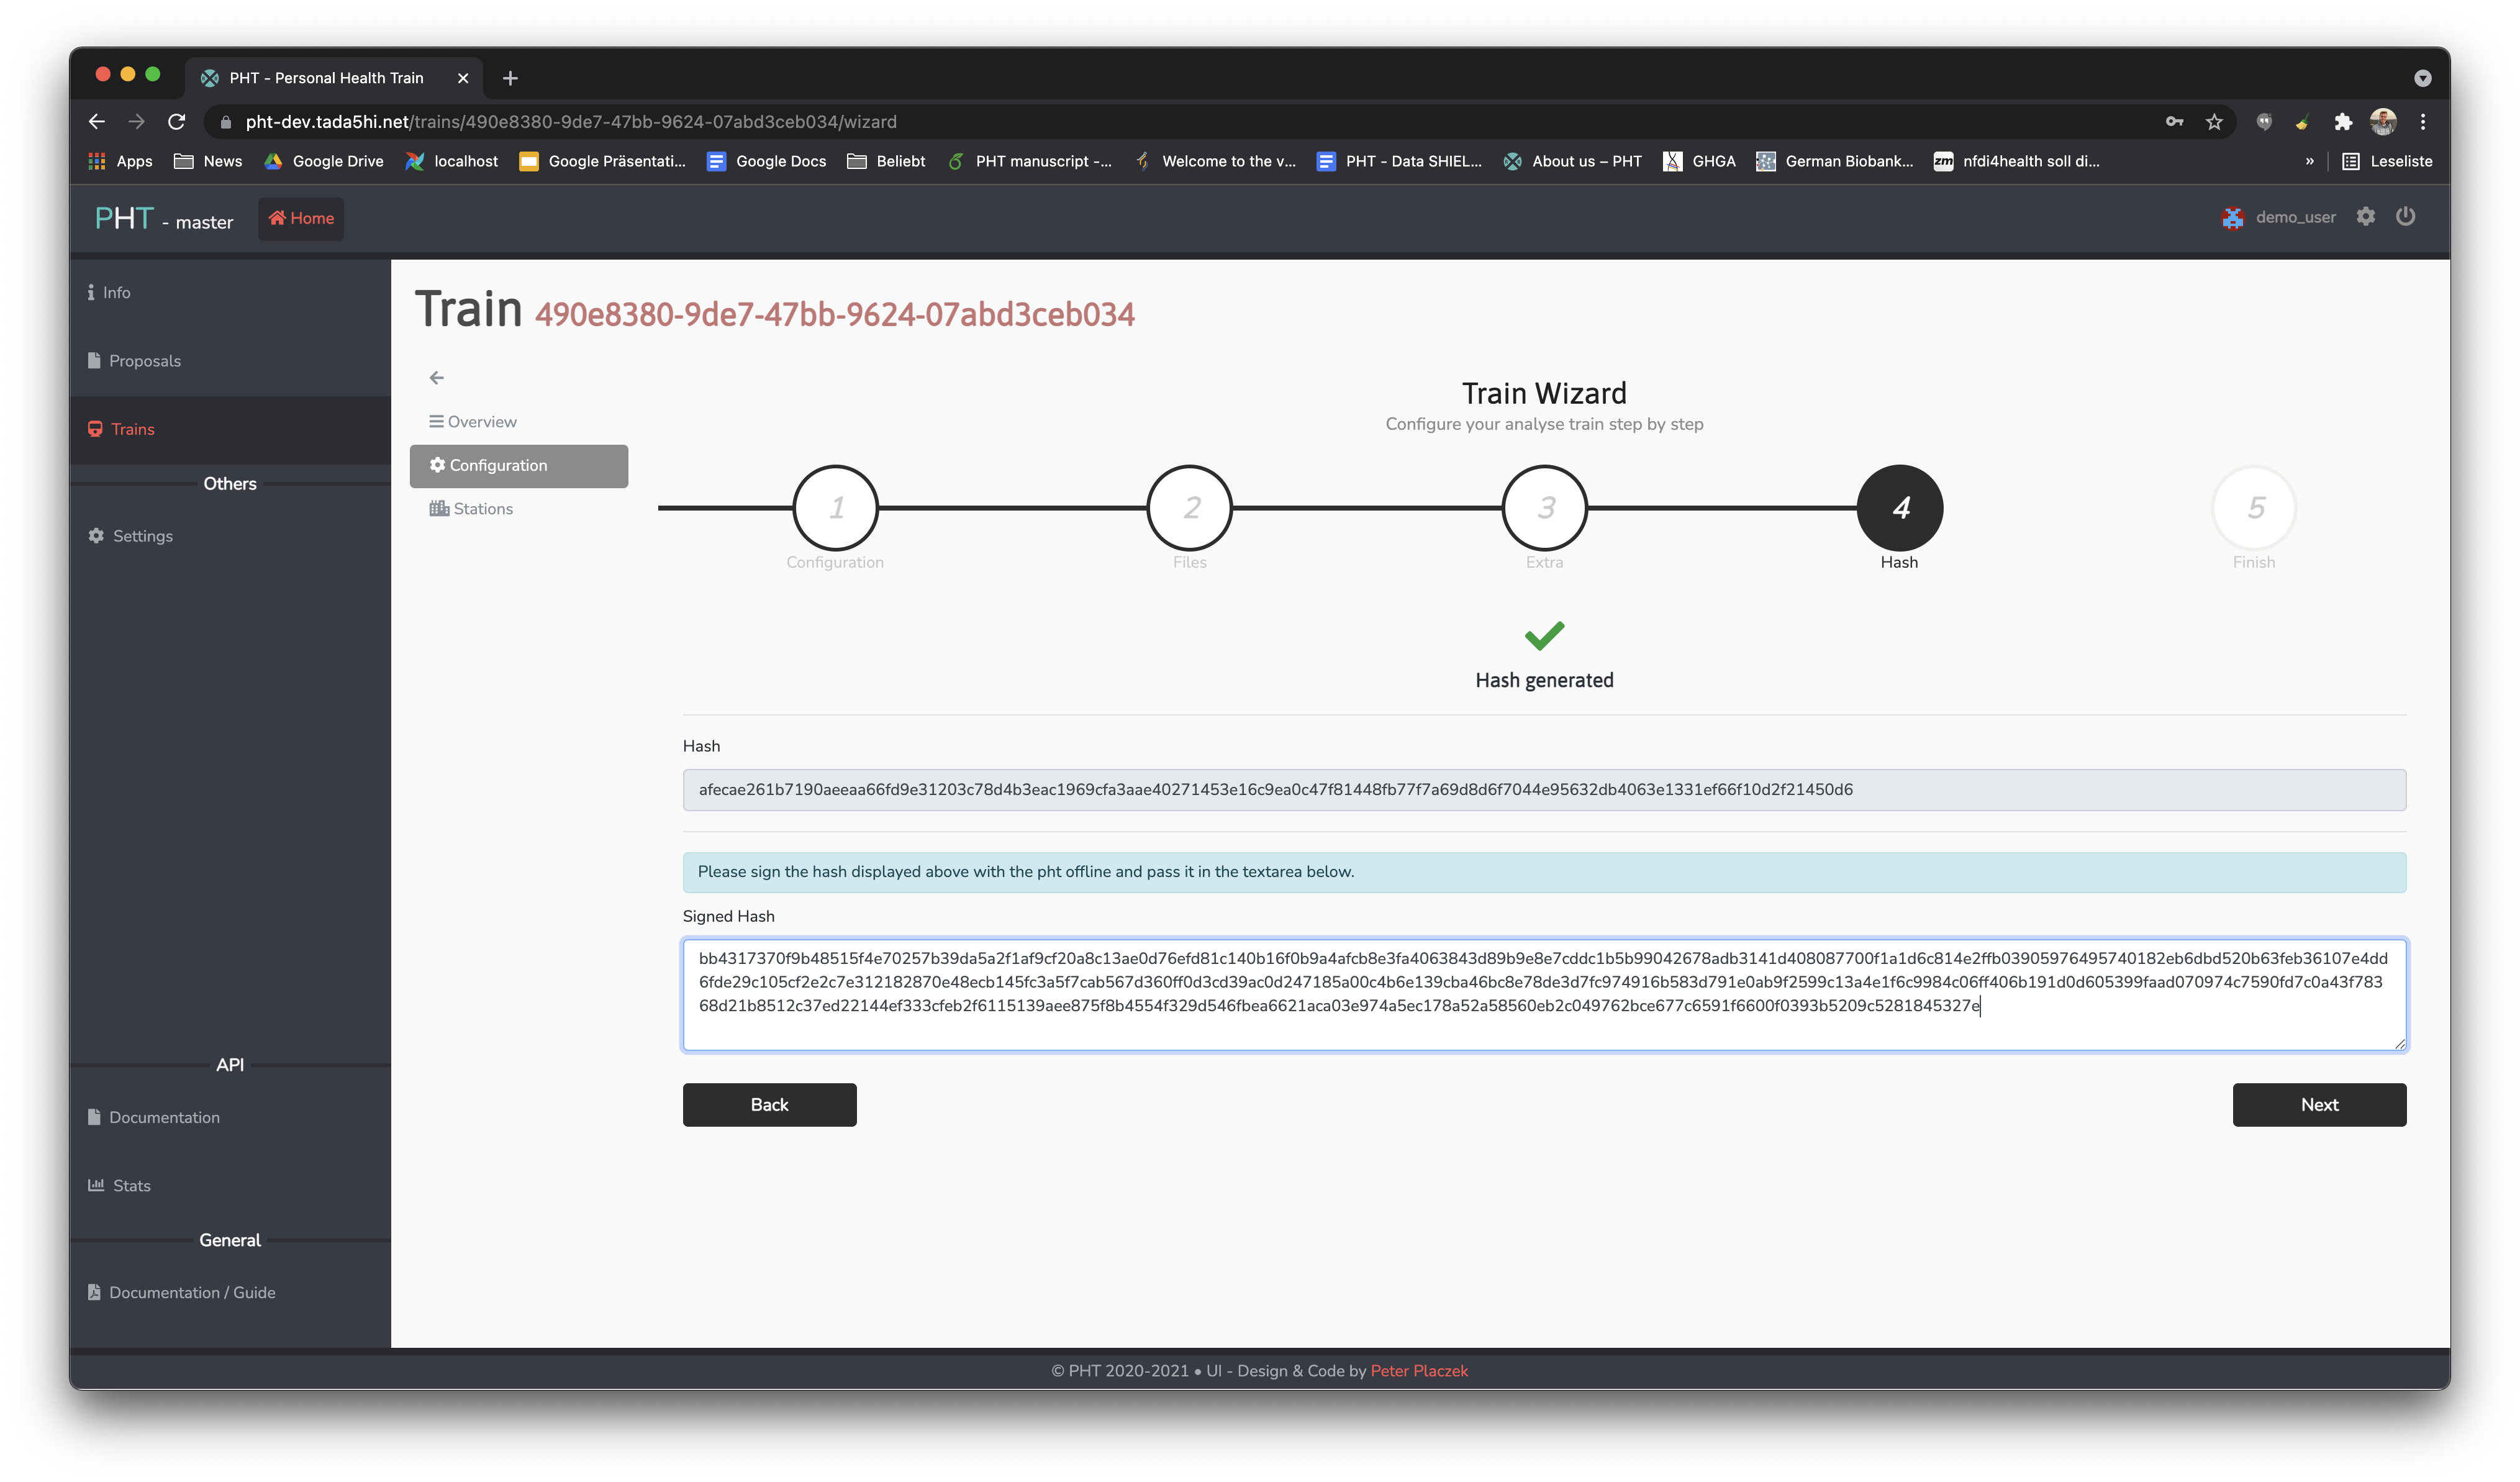 PHT - Personal Health Train
pht-dev.tada5hi.net/trains/490e8380-9de7-47bb-9624-07abd3ceb034/wizard
Apps News Google Drive localhost Google Präsentati... Google Docs Beliebt PHT manuscript -... Welcome to the v... PHT - Data SHIEL... About us – PHT GHGA German Biobank... zm nfdi4health soll di... » Leseliste
PHT - master Home demo_user
Info
Proposals
Trains
Others
Settings
API
Documentation
Stats
General
Documentation / Guide
Train 490e8380-9de7-47bb-9624-07abd3ceb034
Overview
Configuration
Stations
Train Wizard
Configure your analyse train step by step
1 2 3 4 5
Configuration Files Extra Hash Finish
Hash generated
Hash
afecae261b7190aeeaa66fd9e31203c78d4b3eac1969cfa3aae40271453e16c9ea0c47f81448fb77f7a69d8d6f7044e95632db4063e1331ef66f10d2f21450d6
Please sign the hash displayed above with the pht offline and pass it in the textarea below.
Signed Hash
bb4317370f9b48515f4e70257b39da5a2f1af9cf20a8c13ae0d76efd81c140b16f0b9a4afcb8e3fa4063843d89b9e8e7cddc1b5b99042678adb3141d408087700f1a1d6c814e2ffb03905976495740182eb6dbd520b63feb36107e4dd
6fde29c105cf2e2c7e312182870e48ecb145fc3a5f7cab567d360ff0d3cd39ac0d247185a00c4b6e139cba46bc8e78de3d7fc974916b583d791e0ab9f2599c13a4e1f6c9984c06ff406b191d0d605399faad070974c7590fd7c0a43f783
68d21b8512c37ed22144ef333cfeb2f6115139aee875f8b4554f329d546fbea6621aca03e974a5ec178a52a58560eb2c049762bce677c6591f6600f0393b5209c5281845327e
Back Next
© PHT 2020-2021 • UI - Design & Code by Peter Placzek